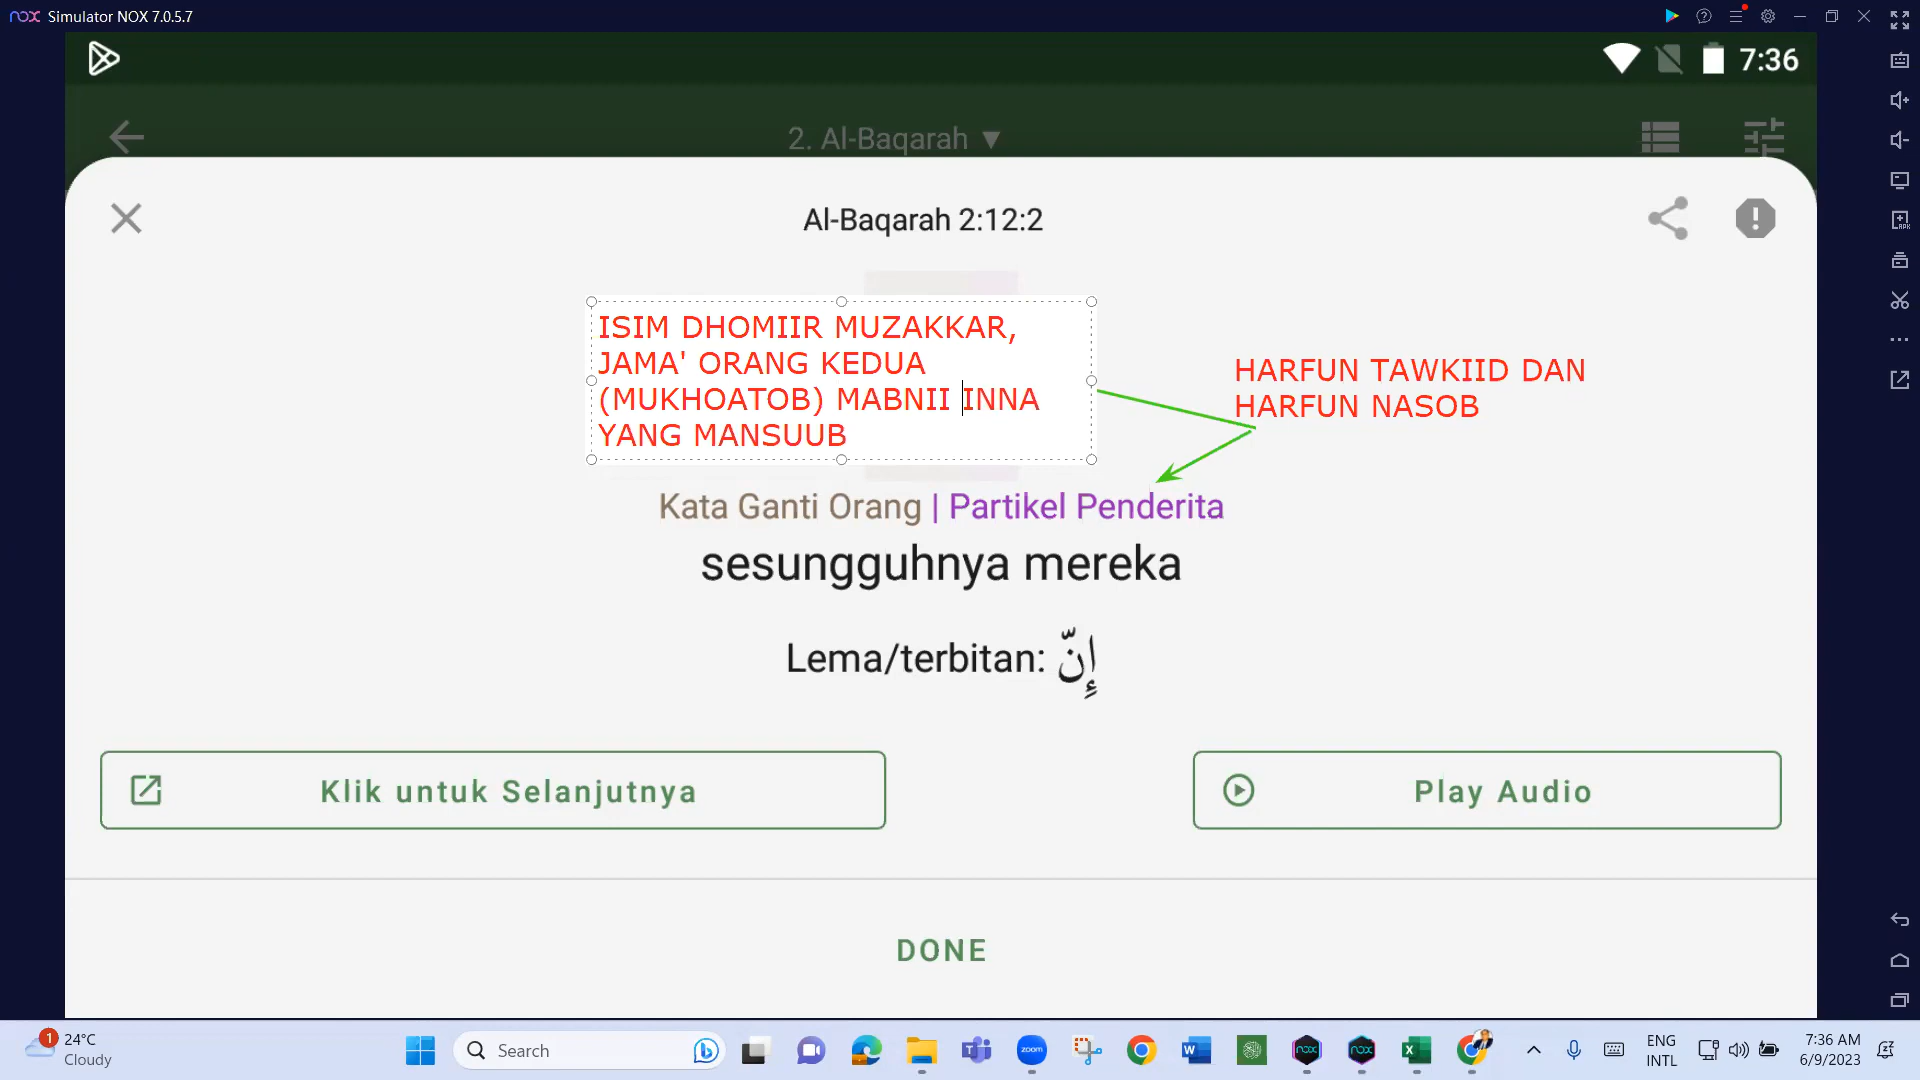 nox Simulator NOX 7.0.5.7
7:36
2. Al-Baqarah ▼
Al-Baqarah 2:12:2
ISIM DHOMIIR MUZAKKAR,
JAMA' ORANG KEDUA
(MUKHOATOB) MABNII INNA
YANG MANSUUB
HARFUN TAWKIID DAN
HARFUN NASOB
Kata Ganti Orang | Partikel Penderita
sesungguhnya mereka
Lema/terbitan: إِنّ
Klik untuk Selanjutnya
Play Audio
DONE
1
24°C
Cloudy
Search
zoom
ENG
INTL
7:36 AM
6/9/2023